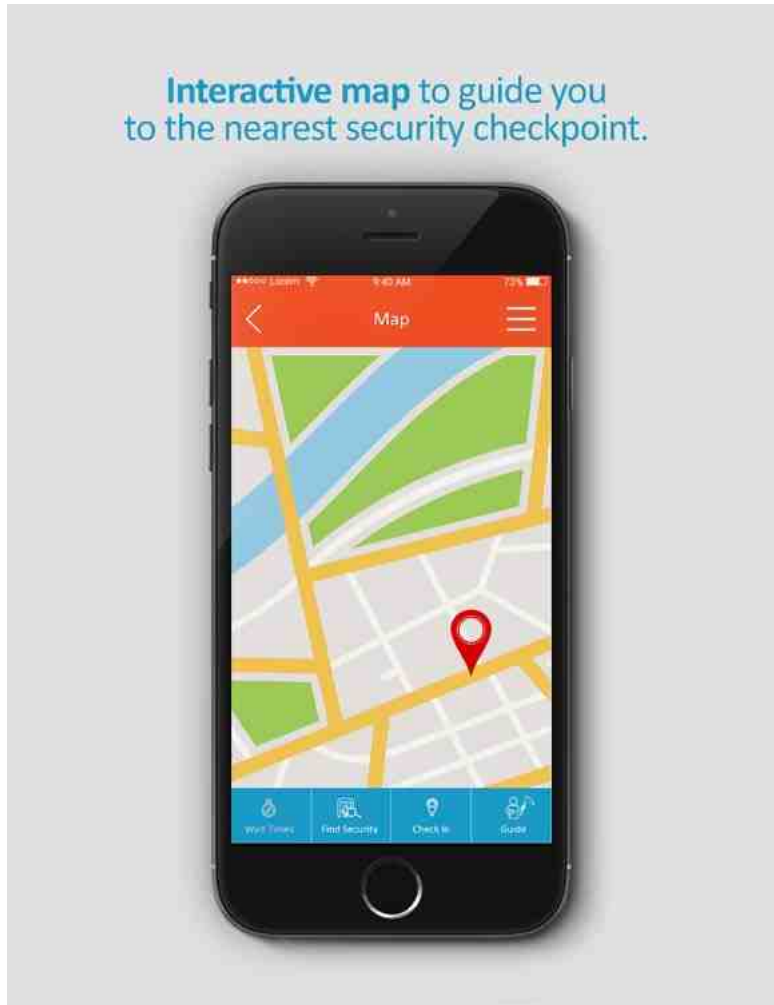 Interactive map to guide you
to the nearest security checkpoint.
9:40 AM
73%
Map
Wait Times
Find Security
Check In
Guide